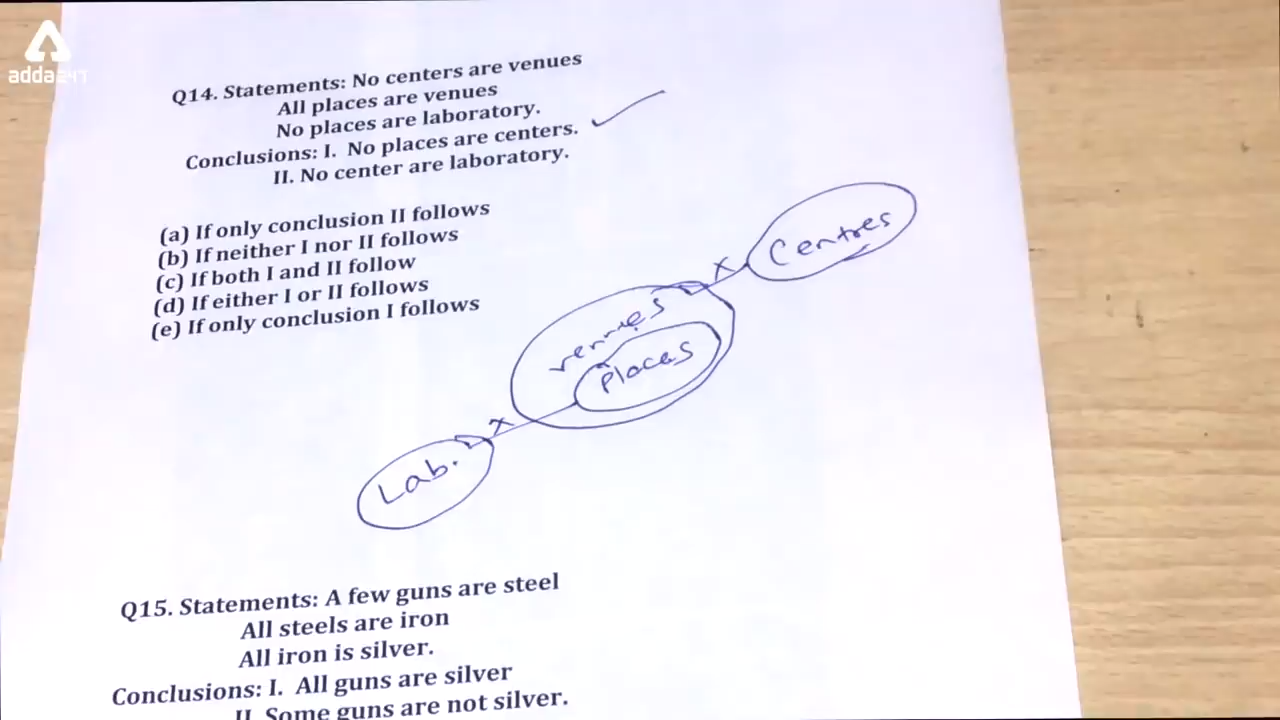 adda247
Q14. Statements: No centers are venues
All places are venues
No places are laboratory.
Conclusions: I. No places are centers.
II. No center are laboratory.
(a) If only conclusion II follows
(b) If neither I nor II follows
(c) If both I and II follow
(d) If either I or II follows
(e) If only conclusion I follows
Centres
venues
Places
Lab.
Q15. Statements: A few guns are steel
All steels are iron
All iron is silver.
Conclusions: I. All guns are silver
II. Some guns are not silver.